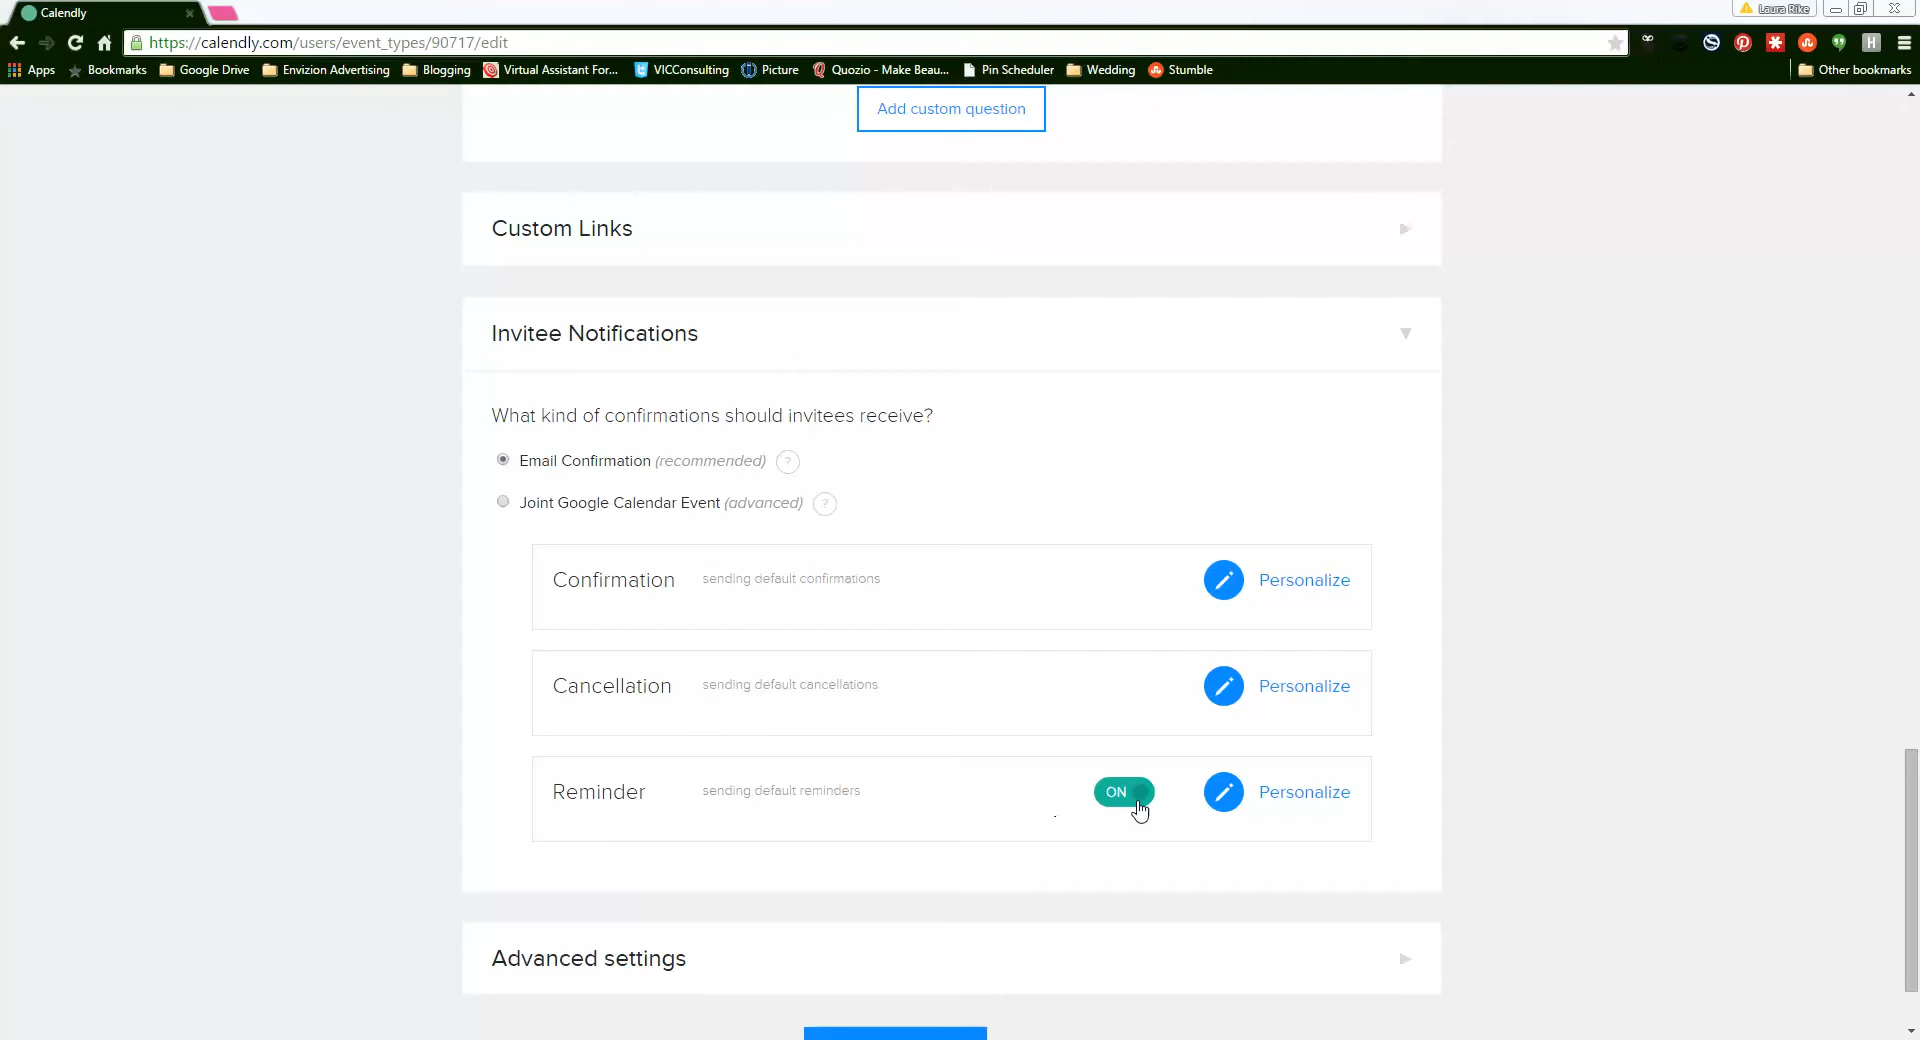 Calendly
Laura Rike
https://calendly.com/users/event_types/90717/edit
Apps Bookmarks Google Drive Envizion Advertising Blogging Virtual Assistant For... VICConsulting Picture Quozio - Make Beau... Pin Scheduler Wedding Stumble Other bookmarks
Add custom question
Custom Links
Invitee Notifications
What kind of confirmations should invitees receive?
Email Confirmation (recommended) ?
Joint Google Calendar Event (advanced) ?
Confirmation sending default confirmations Personalize
Cancellation sending default cancellations Personalize
Reminder sending default reminders ON Personalize
Advanced settings